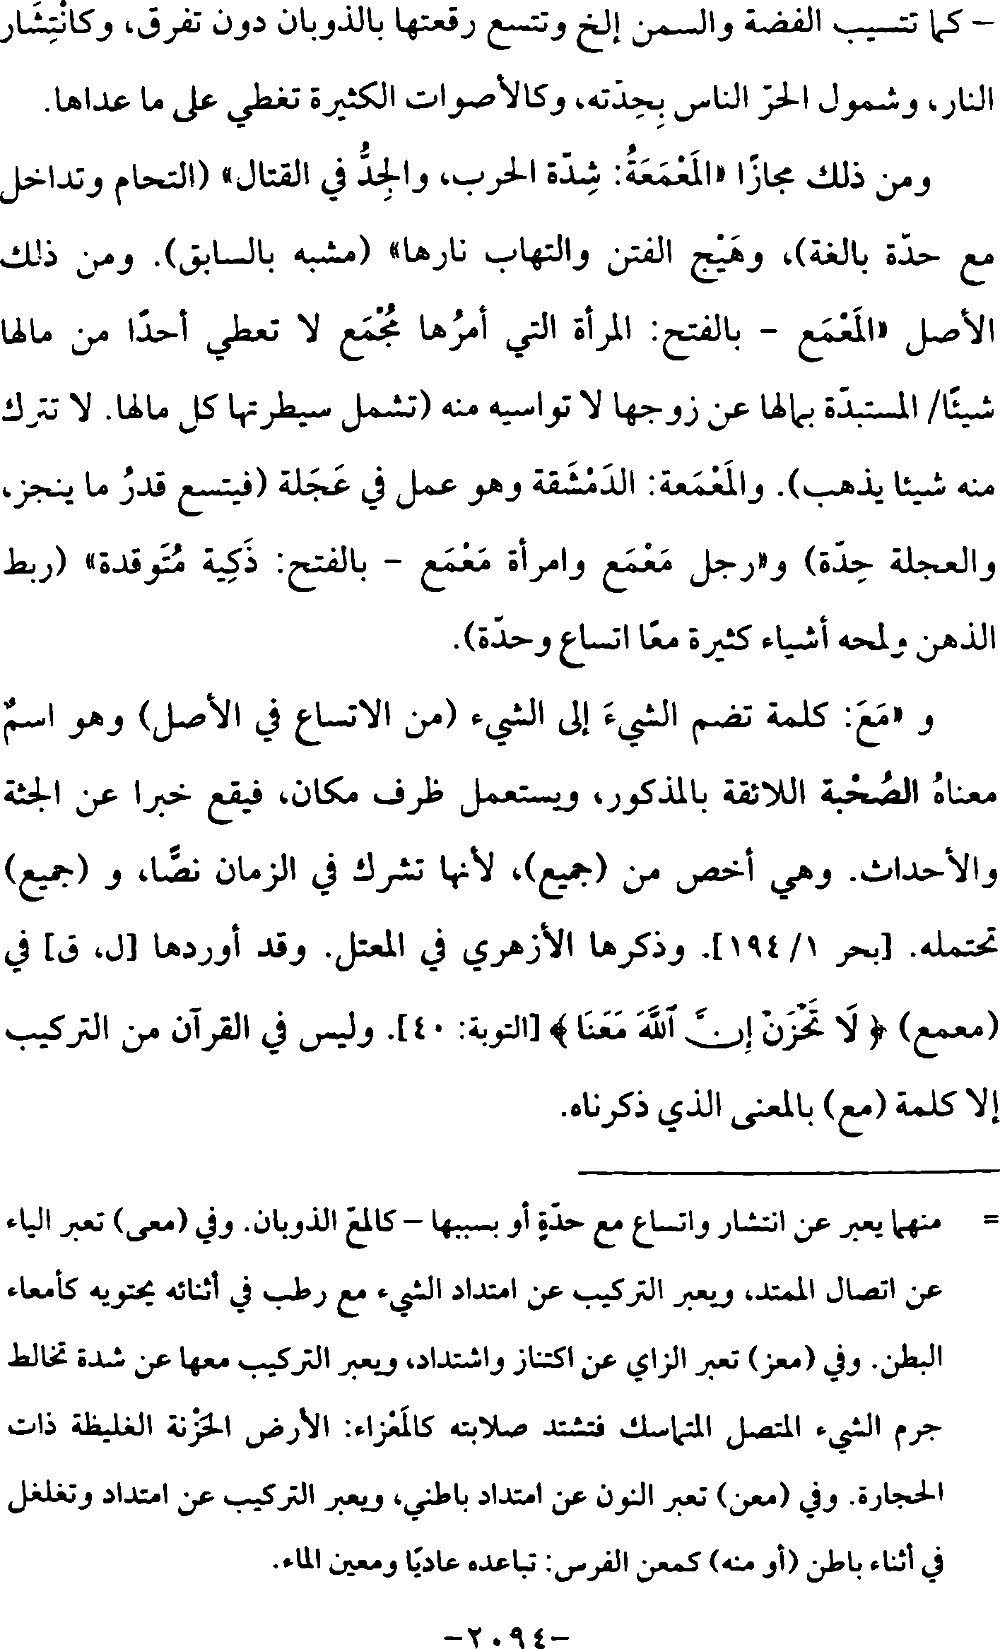 – كما تتسيب الفضة والسمن إلخ وتتسع رقعتها بالذوبان دون تفرق، وكانْتِشَار
النار، وشمول الحرّ الناس بِحِدّته، وكالأصوات الكثيرة تغطي على ما عداها.
ومن ذلك مجازًا «المَعْمَعَةُ: شِدّة الحرب، والجِدُّ في القتال» (التحام وتداخل
مع حدّة بالغة)، وهَيْج الفتن والتهاب نارها» (مشبه بالسابق). ومن ذلك
الأصل «المَعْمَع – بالفتح: المرأة التي أمرُها مُجْمَع لا تعطي أحدًا من مالها
شيئًا/ المستبدّة بمالها عن زوجها لا تواسيه منه (تشمل سيطرتها كل مالها. لا تترك
منه شيئا يذهب). والمَعْمَعة: الدَمْشَقة وهو عمل في عَجَلة (فيتسع قدرُ ما ينجز،
والعجلة حِدّة) و«رجل مَعْمَع وامرأة مَعْمَع – بالفتح: ذَكِية مُتَوقدة» (ربط
الذهن ولمحه أشياء كثيرة معًا اتساع وحدّة).
و «مَعَ: كلمة تضم الشيءَ إلى الشيء (من الاتساع في الأصل) وهو اسمٌ
معناهُ الصُحْبة اللائقة بالمذكور، ويستعمل ظرف مكان، فيقع خبرا عن الجثة
والأحداث. وهي أخص من (جميع)، لأنها تشرك في الزمان نصًّا، و (جميع)
تحتمله. [بحر ١/ ١٩٤]. وذكرها الأزهري في المعتل. وقد أوردها [ل، ق] في
(معمع) ﴿لَا تَحْزَنْ إِنَّ ٱللَّهَ مَعَنَا﴾ [التوبة: ٤٠]. وليس في القرآن من التركيب
إلا كلمة (مع) بالمعنى الذي ذكرناه.
= منهما يعبر عن انتشار واتساع مع حدّةٍ أو بسببها – كالمعّ الذوبان. وفي (معى) تعبر الياء
عن اتصال الممتد، ويعبر التركيب عن امتداد الشيء مع رطب في أثنائه يحتويه كأمعاء
البطن. وفي (معز) تعبر الزاي عن اكتناز واشتداد، ويعبر التركيب معها عن شدة تخالط
جرم الشيء المتصل المتماسك فتشتد صلابته كالمَعْزاء: الأرض الحَزْنة الغليظة ذات
الحجارة. وفي (معن) تعبر النون عن امتداد باطني، ويعبر التركيب عن امتداد وتغلغل
في أثناء باطن (أو منه) كمعن الفرس: تباعده عاديًا ومعين الماء.
–٢٠٩٤–